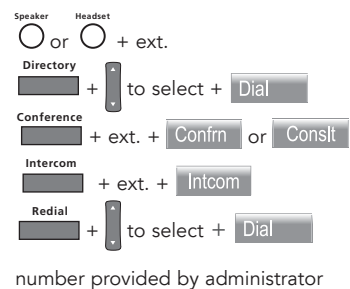 Speaker Headset
or + ext.
Directory
+ to select + Dial
Conference
+ ext. + Confrn or Conslt
Intercom
+ ext. + Intcom
Redial
+ to select + Dial
number provided by administrator